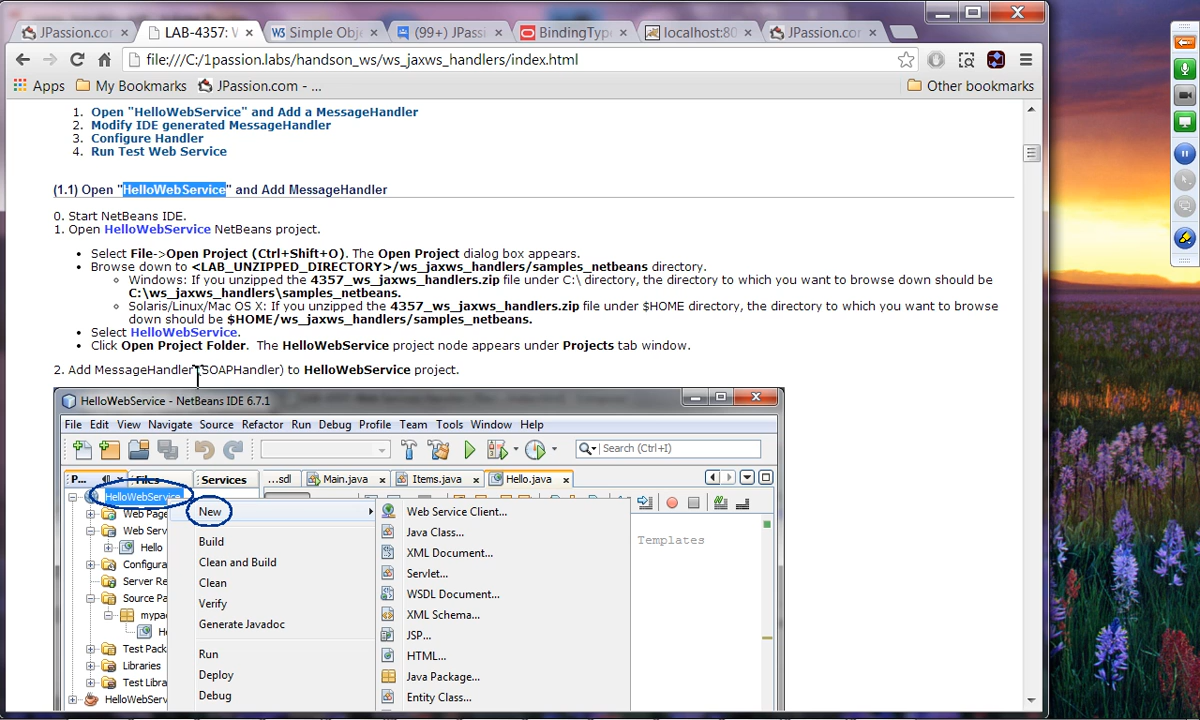 JPassion.cor
LAB-4357: W
Simple Obje
(99+) JPassi
BindingType
localhost:80
JPassion.cor
file:///C:/1passion.labs/handson_ws/ws_jaxws_handlers/index.html
Apps My Bookmarks JPassion.com - ... Other bookmarks
1. Open "HelloWebService" and Add a MessageHandler
2. Modify IDE generated MessageHandler
3. Configure Handler
4. Run Test Web Service
(1.1) Open "HelloWebService" and Add MessageHandler
0. Start NetBeans IDE.
1. Open HelloWebService NetBeans project.
• Select File->Open Project (Ctrl+Shift+O). The Open Project dialog box appears.
• Browse down to <LAB_UNZIPPED_DIRECTORY>/ws_jaxws_handlers/samples_netbeans directory.
Windows: If you unzipped the 4357_ws_jaxws_handlers.zip file under C:\ directory, the directory to which you want to browse down should be
C:\ws_jaxws_handlers\samples_netbeans.
Solaris/Linux/Mac OS X: If you unzipped the 4357_ws_jaxws_handlers.zip file under $HOME directory, the directory to which you want to browse
down should be $HOME/ws_jaxws_handlers/samples_netbeans.
• Select HelloWebService.
• Click Open Project Folder. The HelloWebService project node appears under Projects tab window.
2. Add MessageHandler (SOAPHandler) to HelloWebService project.
HelloWebService - NetBeans IDE 6.7.1
File Edit View Navigate Source Refactor Run Debug Profile Team Tools Window Help
Search (Ctrl+I)
P... Files Services ...sdl Main.java Items.java Hello.java
HelloWebService
Web Page
Web Serv
Hello
Configura
Server Re
Source Pa
mypac
He
Test Pack
Libraries
Test Libra
HelloWebServ
New
Build
Clean and Build
Clean
Verify
Generate Javadoc
Run
Deploy
Debug
Web Service Client...
Java Class...
XML Document...
Servlet...
WSDL Document...
XML Schema...
JSP...
HTML...
Java Package...
Entity Class...
Templates